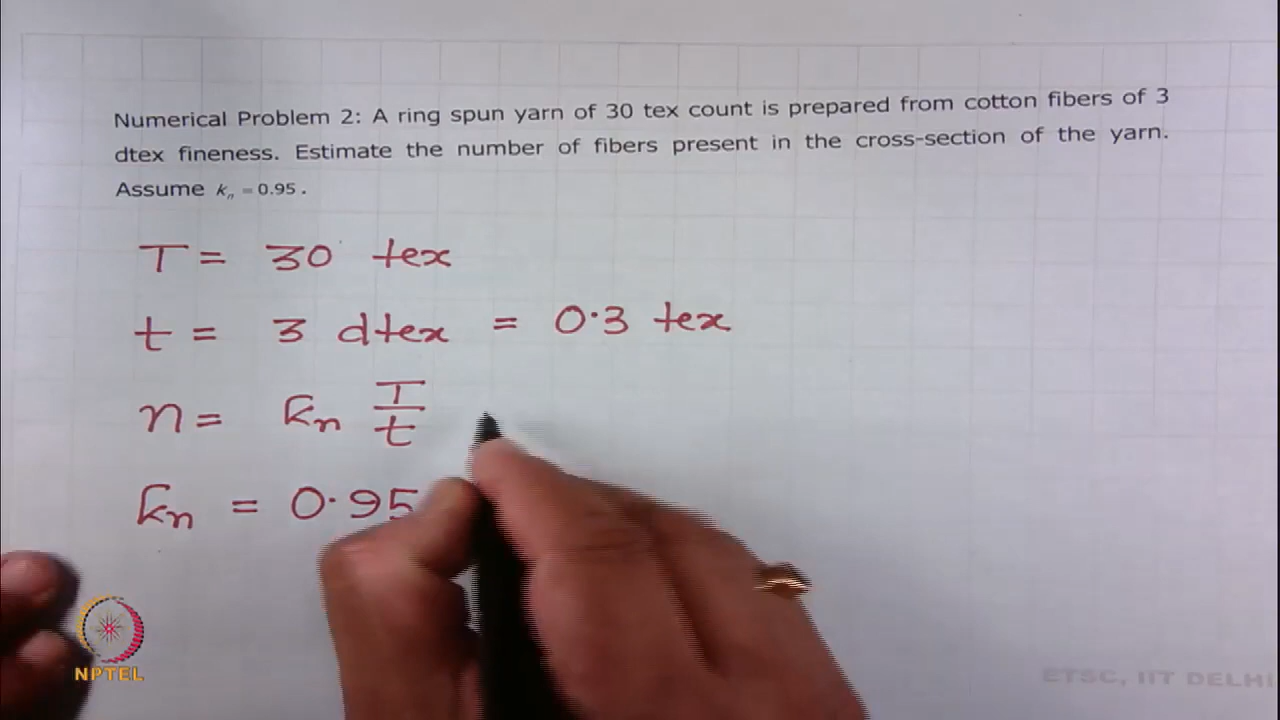 Numerical Problem 2: A ring spun yarn of 30 tex count is prepared from cotton fibers of 3
dtex fineness. Estimate the number of fibers present in the cross-section of the yarn.
Assume kₙ = 0.95 .
T = 30 tex
t = 3 dtex = 0.3 tex
n = kₙ T/t
kₙ = 0.95
NPTEL
ETSC, IIT DELHI